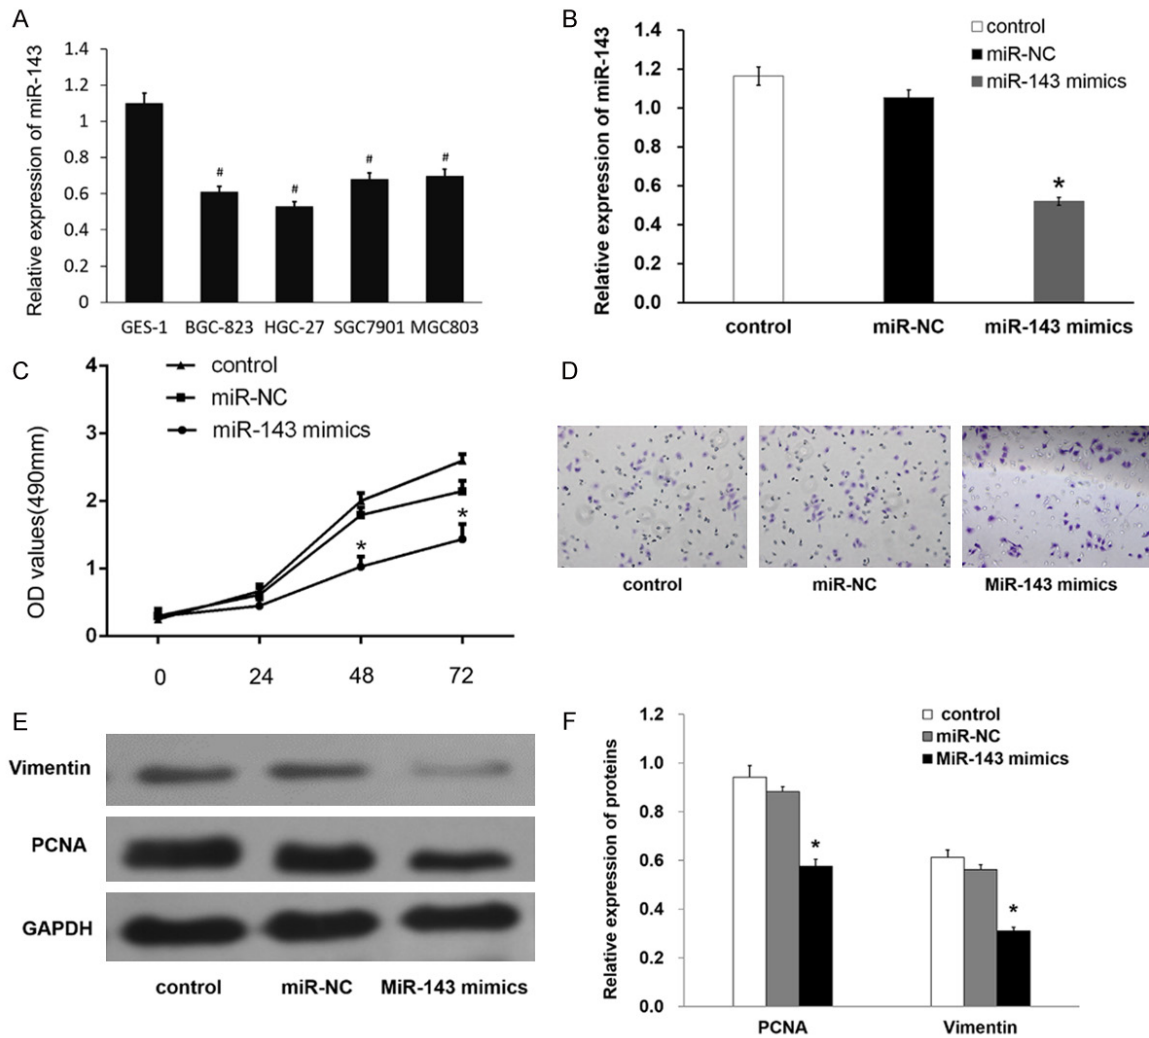 A
Relative expression of miR-143
1.4
1.2
1
0.8
0.6
0.4
0.2
0
#
#
#
#
GES-1 BGC-823 HGC-27 SGC7901 MGC803
B
Relative expression of miR-143
1.4
1.2
1.0
0.8
0.6
0.4
0.2
0.0
control
miR-NC
miR-143 mimics
*
control miR-NC miR-143 mimics
C
OD values(490mm)
4
3
2
1
0
control
miR-NC
miR-143 mimics
*
*
0 24 48 72
D
control miR-NC MiR-143 mimics
E
Vimentin
PCNA
GAPDH
control miR-NC MiR-143 mimics
F
Relative expression of proteins
1.2
1.0
0.8
0.6
0.4
0.2
0.0
control
miR-NC
MiR-143 mimics
*
*
PCNA Vimentin